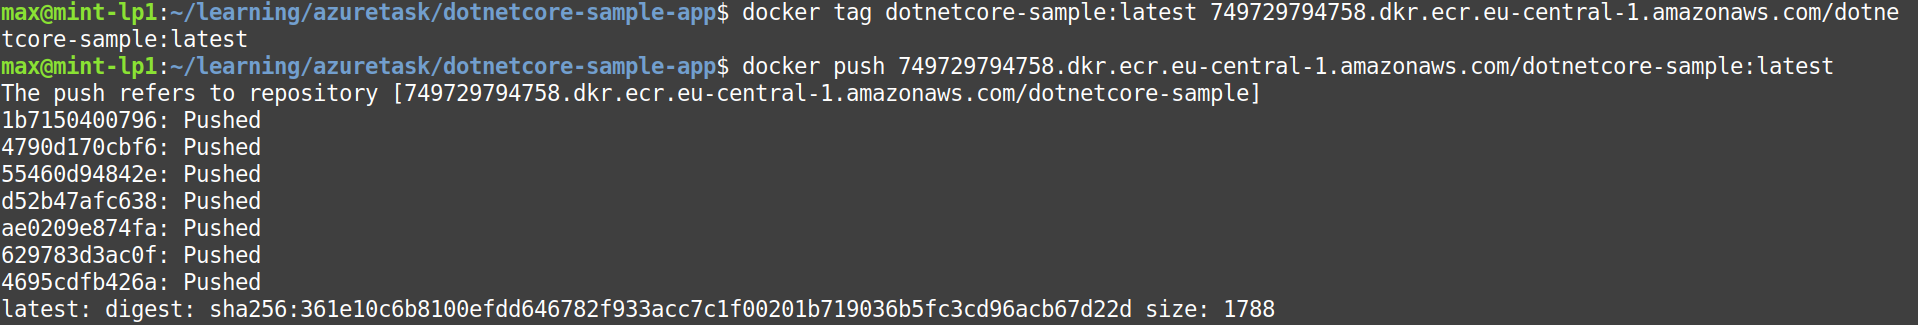 max@mint-lp1:~/learning/azuretask/dotnetcore-sample-app$ docker tag dotnetcore-sample:latest 749729794758.dkr.ecr.eu-central-1.amazonaws.com/dotne
tcore-sample:latest
max@mint-lp1:~/learning/azuretask/dotnetcore-sample-app$ docker push 749729794758.dkr.ecr.eu-central-1.amazonaws.com/dotnetcore-sample:latest
The push refers to repository [749729794758.dkr.ecr.eu-central-1.amazonaws.com/dotnetcore-sample]
1b7150400796: Pushed
4790d170cbf6: Pushed
55460d94842e: Pushed
d52b47afc638: Pushed
ae0209e874fa: Pushed
629783d3ac0f: Pushed
4695cdfb426a: Pushed
latest: digest: sha256:361e10c6b8100efdd646782f933acc7c1f00201b719036b5fc3cd96acb67d22d size: 1788